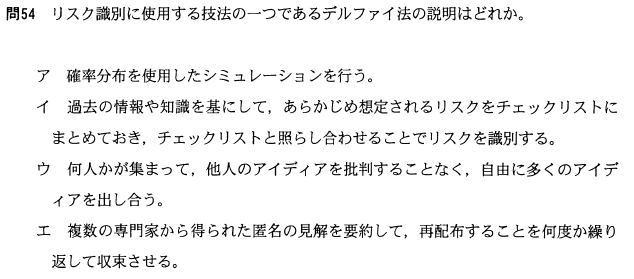 問54 リスク識別に使用する技法の一つであるデルファイ法の説明はどれか。
ア 確率分布を使用したシミュレーションを行う。
イ 過去の情報や知識を基にして，あらかじめ想定されるリスクをチェックリストに
まとめておき，チェックリストと照らし合わせることでリスクを識別する。
ウ 何人かが集まって，他人のアイディアを批判することなく，自由に多くのアイデ
ィアを出し合う。
エ 複数の専門家から得られた匿名の見解を要約して，再配布することを何度か繰り
返して収束させる。